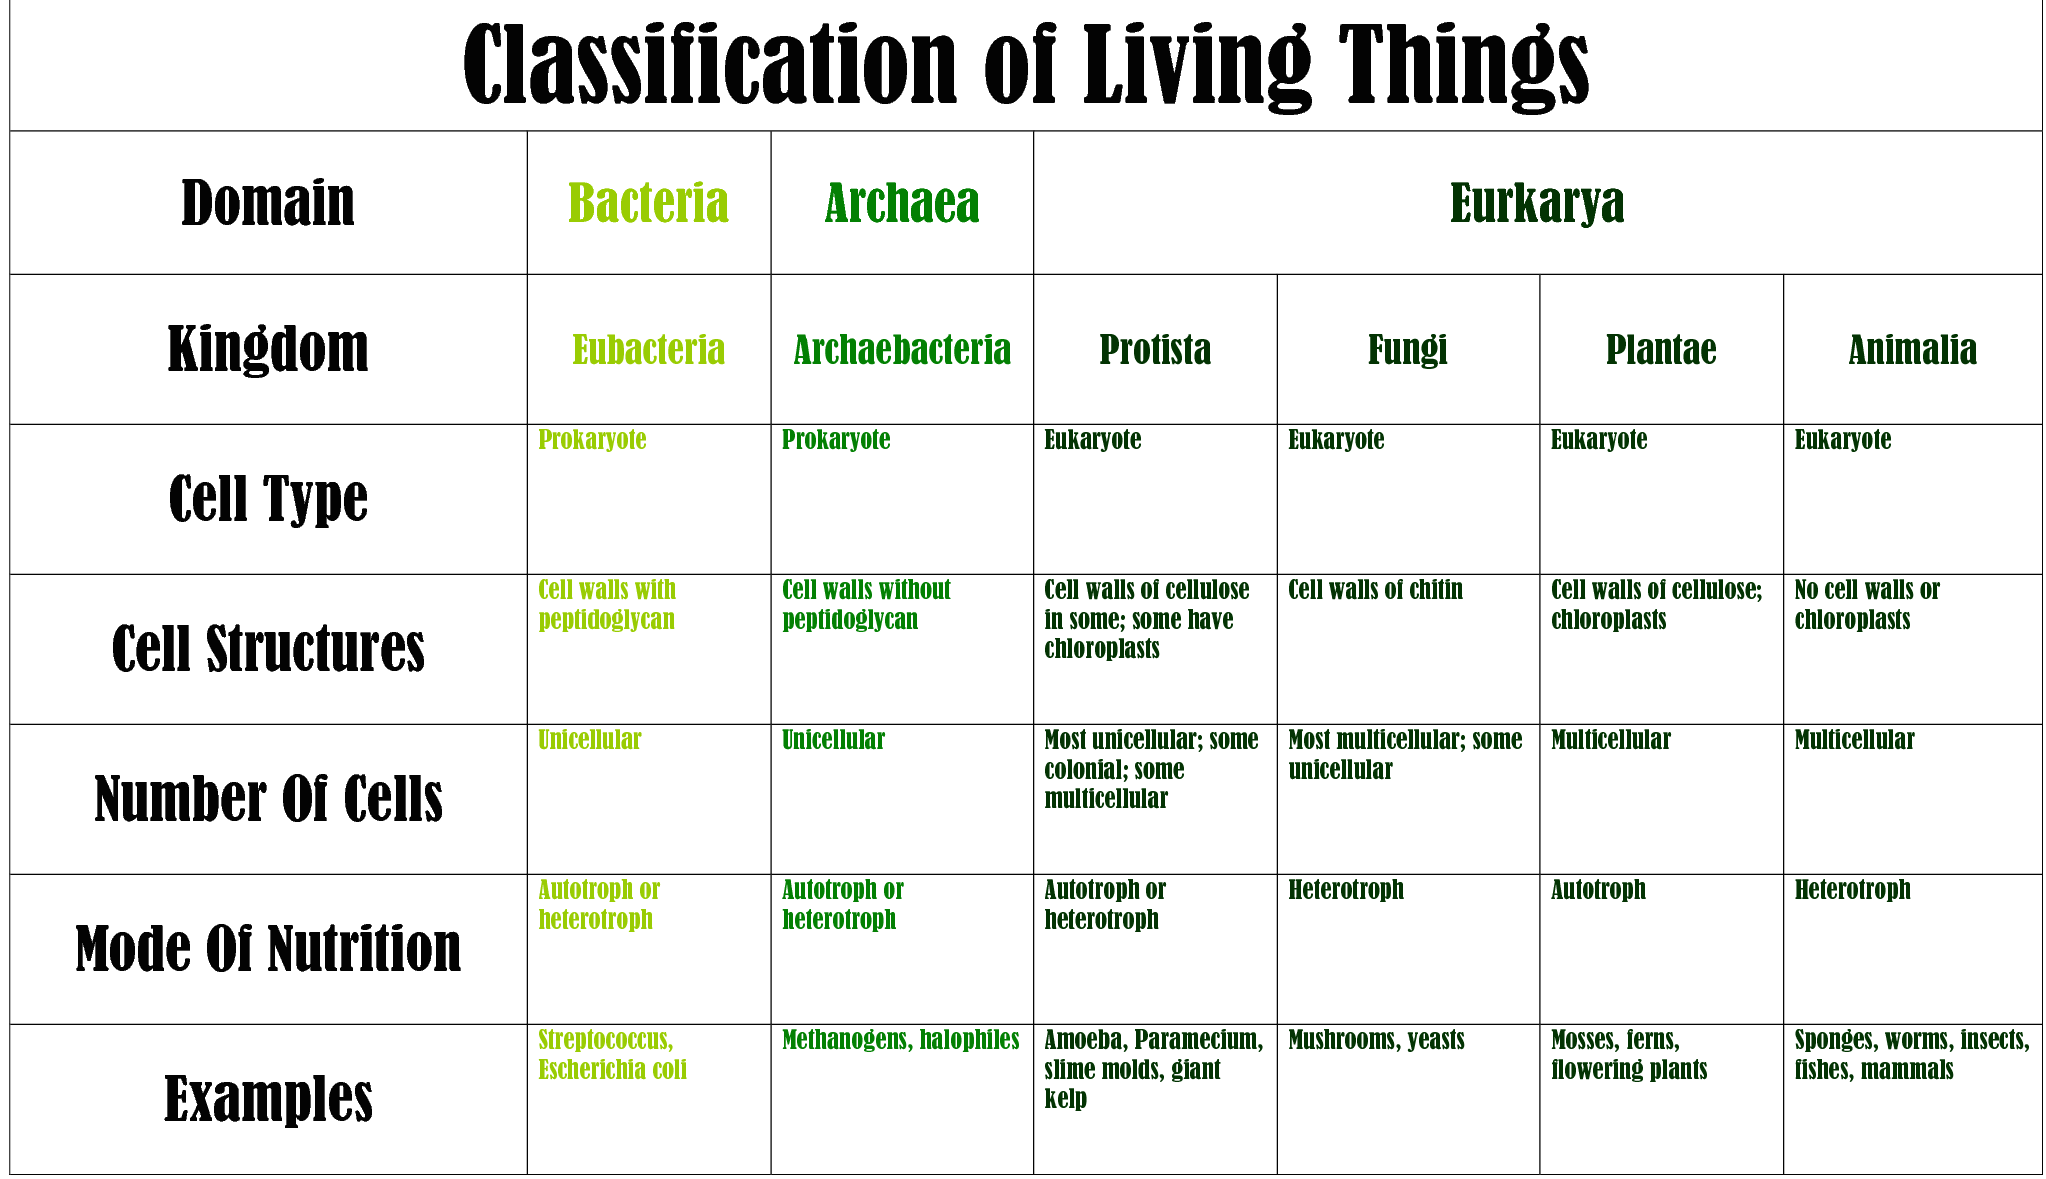 Classification of Living Things
Domain
Bacteria
Archaea
Eurkarya
Kingdom
Eubacteria
Archaebacteria
Protista
Fungi
Plantae
Animalia
Cell Type
Prokaryote
Prokaryote
Eukaryote
Eukaryote
Eukaryote
Eukaryote
Cell Structures
Cell walls with
peptidoglycan
Cell walls without
peptidoglycan
Cell walls of cellulose
in some; some have
chloroplasts
Cell walls of chitin
Cell walls of cellulose;
chloroplasts
No cell walls or
chloroplasts
Number Of Cells
Unicellular
Unicellular
Most unicellular; some
colonial; some
multicellular
Most multicellular; some
unicellular
Multicellular
Multicellular
Mode Of Nutrition
Autotroph or
heterotroph
Autotroph or
heterotroph
Autotroph or
heterotroph
Heterotroph
Autotroph
Heterotroph
Examples
Streptococcus,
Escherichia coli
Methanogens, halophiles
Amoeba, Paramecium,
slime molds, giant
kelp
Mushrooms, yeasts
Mosses, ferns,
flowering plants
Sponges, worms, insects,
fishes, mammals